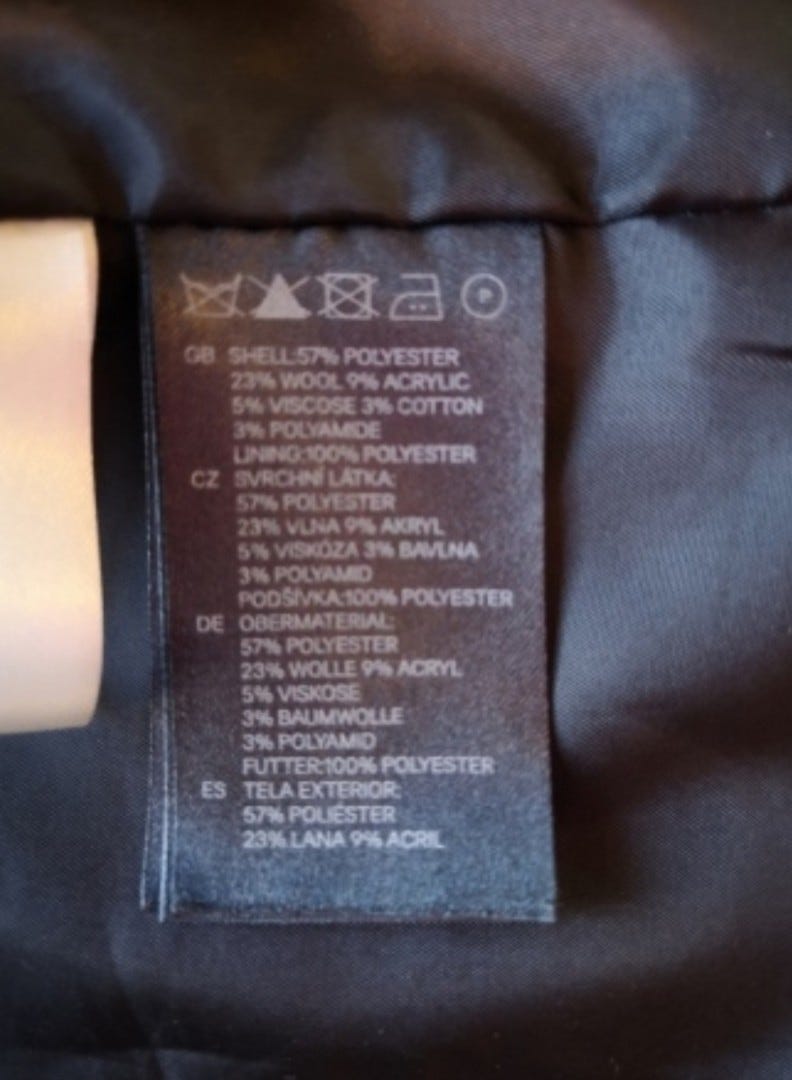 P
GB SHELL:57% POLYESTER
23% WOOL 9% ACRYLIC
5% VISCOSE 3% COTTON
3% POLYAMIDE
LINING:100% POLYESTER
CZ SVRCHNÍ LÁTKA:
57% POLYESTER
23% VLNA 9% AKRYL
5% VISKÓZA 3% BAVLNA
3% POLYAMID
PODŠÍVKA:100% POLYESTER
DE OBERMATERIAL:
57% POLYESTER
23% WOLLE 9% ACRYL
5% VISKOSE
3% BAUMWOLLE
3% POLYAMID
FUTTER:100% POLYESTER
ES TELA EXTERIOR:
57% POLIÉSTER
23% LANA 9% ACRIL